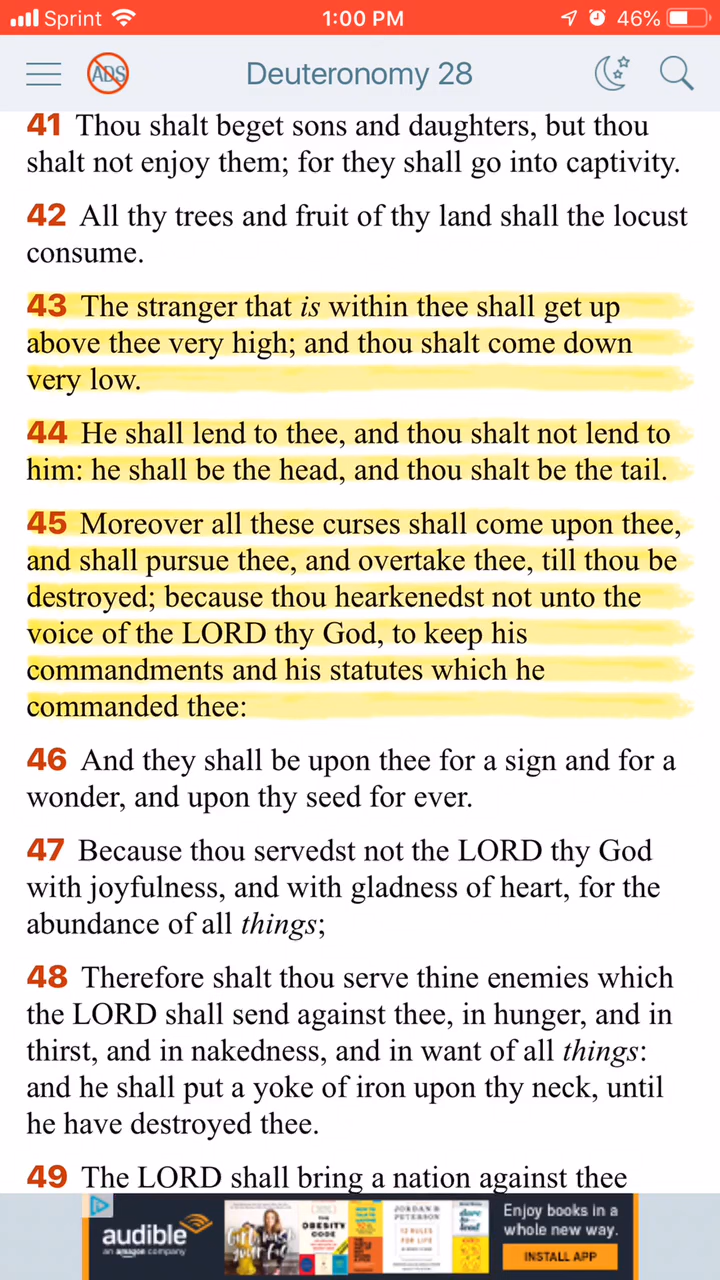 Sprint 1:00 PM 46%
ADS Deuteronomy 28
41 Thou shalt beget sons and daughters, but thou
shalt not enjoy them; for they shall go into captivity.
42 All thy trees and fruit of thy land shall the locust
consume.
43 The stranger that is within thee shall get up
above thee very high; and thou shalt come down
very low.
44 He shall lend to thee, and thou shalt not lend to
him: he shall be the head, and thou shalt be the tail.
45 Moreover all these curses shall come upon thee,
and shall pursue thee, and overtake thee, till thou be
destroyed; because thou hearkenedst not unto the
voice of the LORD thy God, to keep his
commandments and his statutes which he
commanded thee:
46 And they shall be upon thee for a sign and for a
wonder, and upon thy seed for ever.
47 Because thou servedst not the LORD thy God
with joyfulness, and with gladness of heart, for the
abundance of all things;
48 Therefore shalt thou serve thine enemies which
the LORD shall send against thee, in hunger, and in
thirst, and in nakedness, and in want of all things:
and he shall put a yoke of iron upon thy neck, until
he have destroyed thee.
49 The LORD shall bring a nation against thee
audible
an amazon company
THE
OBESITY
CODE
JORDAN B
PETERSON
12 RULES
FOR LIFE
dare
to lead
Enjoy books in a
whole new way.
INSTALL APP